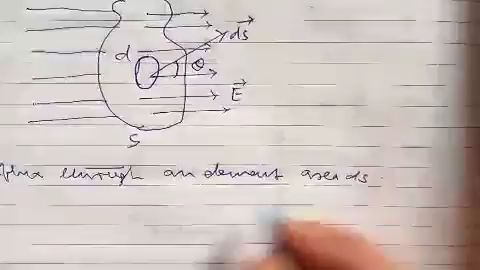 d
ds
θ
E
S
flux through an element area ds